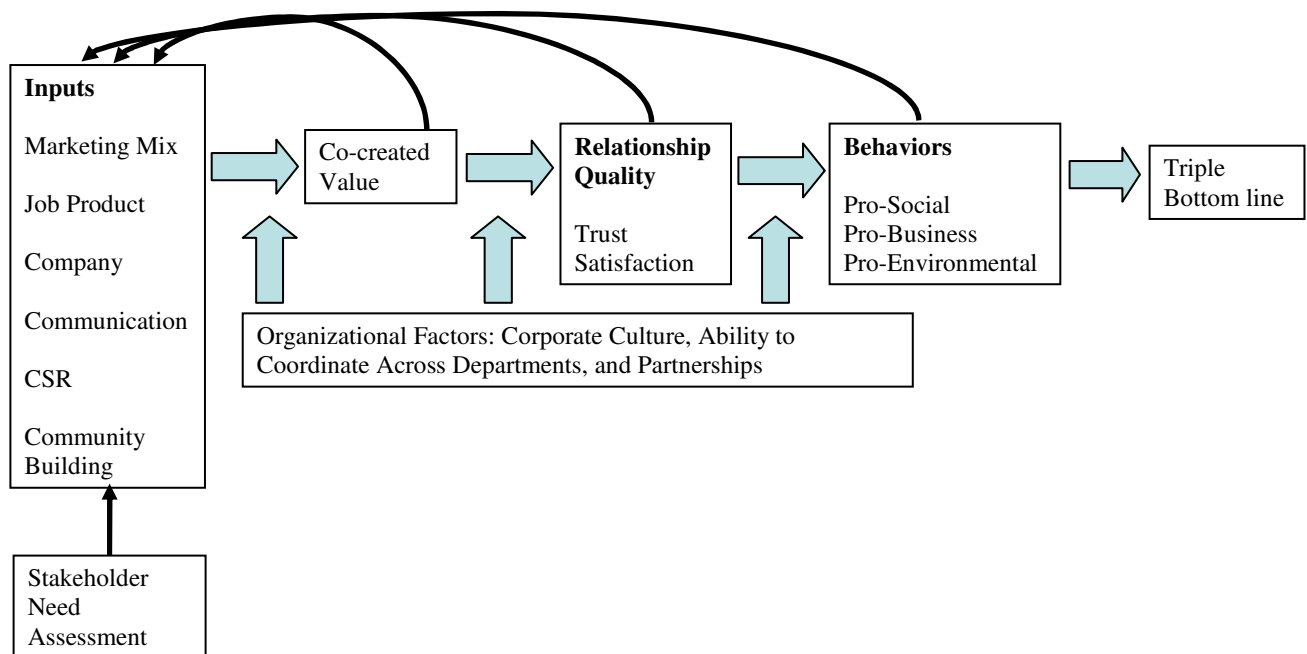 Inputs
Marketing Mix
Job Product
Company
Communication
CSR
Community
Building
Co-created
Value
Relationship
Quality
Trust
Satisfaction
Behaviors
Pro-Social
Pro-Business
Pro-Environmental
Triple
Bottom line
Organizational Factors: Corporate Culture, Ability to
Coordinate Across Departments, and Partnerships
Stakeholder
Need
Assessment